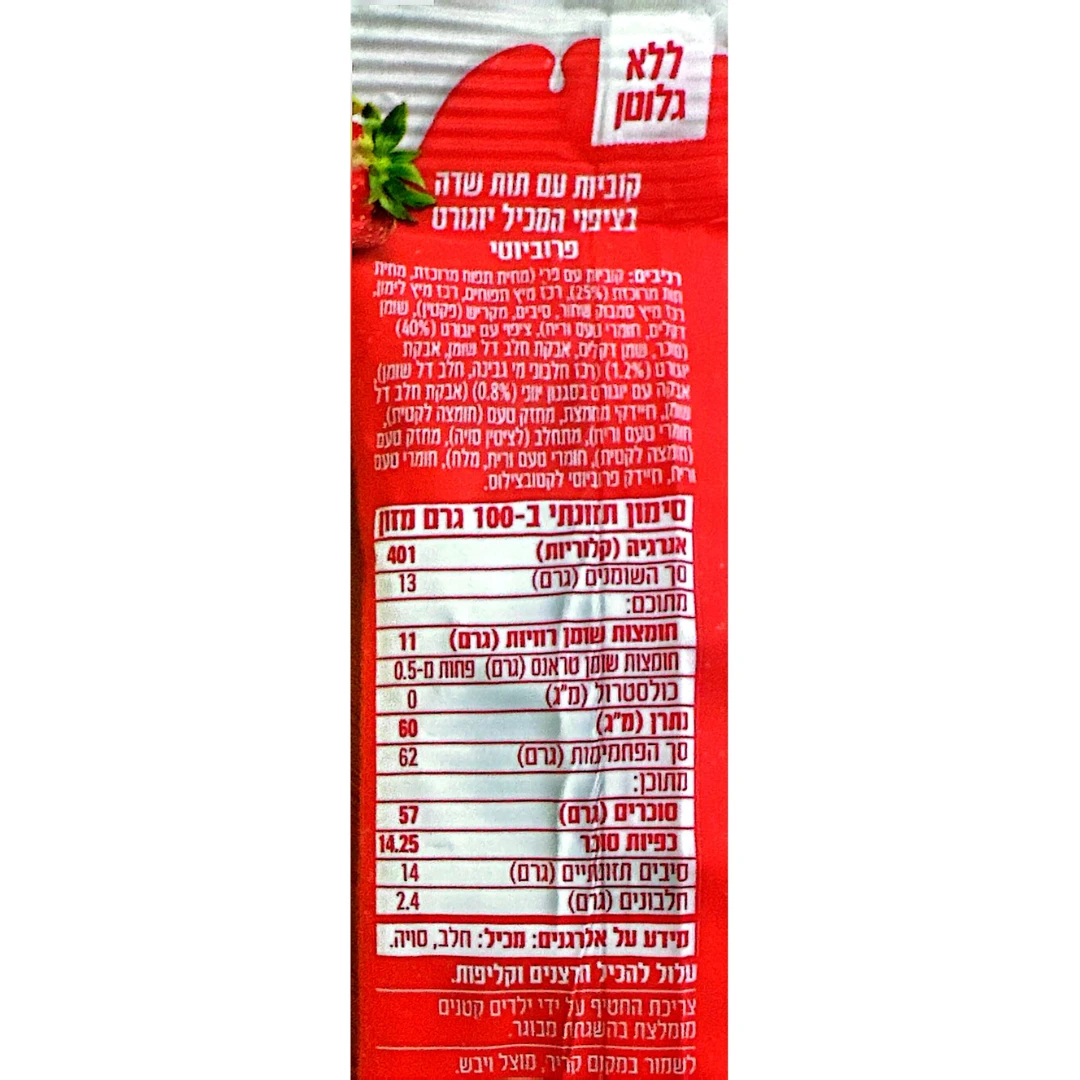 ללא
גלוטן
קוביות עם תות שדה
בציפוי המכיל יוגורט
פרוביוטי
רכיבים: קוביות עם פרי (מחית תפוח מרוכזת, מחית
תות מרוכזת (25%), רכז מיץ תפוחים, רכז מיץ לימון,
רכז מיץ סמבוק שחור, סיבים, מקריש (פקטין), שומן
דקלים, חומרי טעם וריח), ציפוי עם יוגורט (40%)
(סוכר, שומן דקלים, אבקת חלב דל שומן, אבקת
יוגורט (1.2%) (רכז חלבוני מי גבינה, חלב דל שומן),
אבקה עם יוגורט בסגנון יווני (0.8%) (אבקת חלב דל
שומן, חיידקי מחמצת, מחזק טעם (חומצה לקטית),
חומרי טעם וריח), מתחלב (לציטין סויה), מחזק טעם
(חומצה לקטית), חומרי טעם וריח, מלח), חומרי טעם
וריח, חיידק פרוביוטי לקטובצילוס.
סימון תזונתי ב-100 גרם מזון
אנרגיה (קלוריות) 401
סך השומנים (גרם) 13
מתוכם:
חומצות שומן רוויות (גרם) 11
חומצות שומן טראנס (גרם) פחות מ-0.5
כולסטרול (מ"ג) 0
נתרן (מ"ג) 60
סך הפחמימות (גרם) 62
מתוכן:
סוכרים (גרם) 57
כפיות סוכר 14.25
סיבים תזונתיים (גרם) 14
חלבונים (גרם) 2.4
מידע על אלרגנים: מכיל: חלב, סויה.
עלול להכיל חרצנים וקליפות.
צריכת החטיף על ידי ילדים קטנים
מומלצת בהשגחת מבוגר.
לשמור במקום קריר, מוצל ויבש.